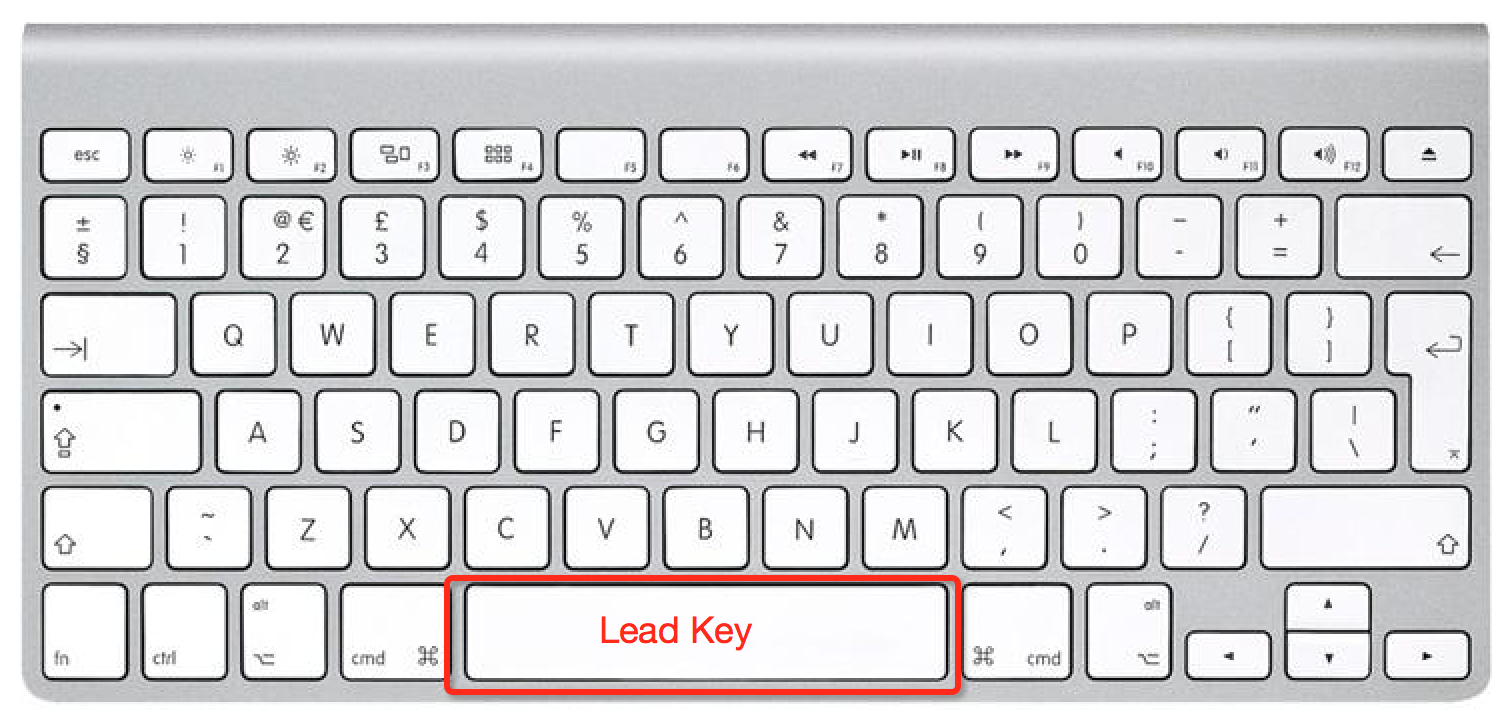 esc F1 F2 F3 F4 F5 F6 F7 F8 F9 F10 F11 F12
± ! @ € £ $ % ^ & * ( ) – +
§ 1 2 3 4 5 6 7 8 9 0 - =
Q W E R T Y U I O P { }
[ ]
A S D F G H J K L : " |
; ' \
~ Z X C V B N M < > ?
` , . /
alt Lead Key alt
fn ctrl cmd ⌘ ⌘ cmd